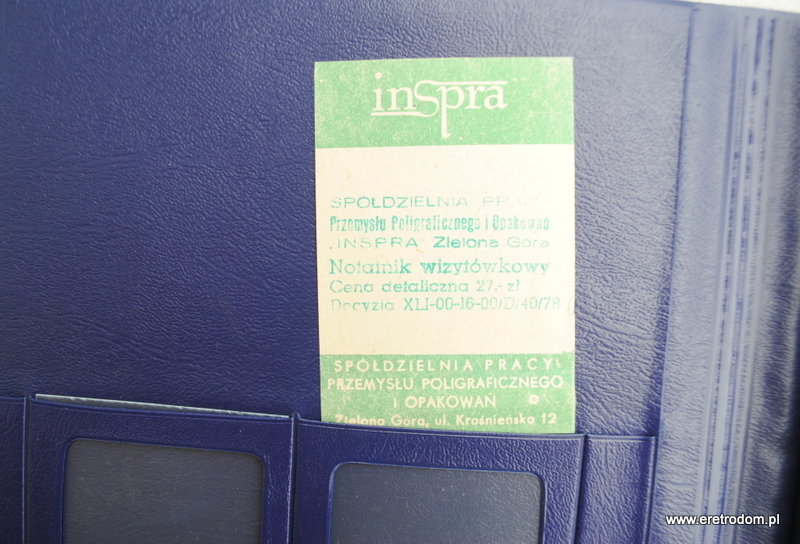 inspra
SPÓŁDZIELNIA PRACY
Przemysłu Poligraficznego i Opakowań
„INSPRA" Zielona Góra
Notatnik wizytówkowy
Cena detaliczna 27,- zł
Decyzja XLI-00-16-00/D/40/78
SPÓŁDZIELNIA PRACY
PRZEMYSŁU POLIGRAFICZNEGO
I OPAKOWAŃ
Zielona Góra, ul. Krośnieńska 12
www.eretrodom.pl